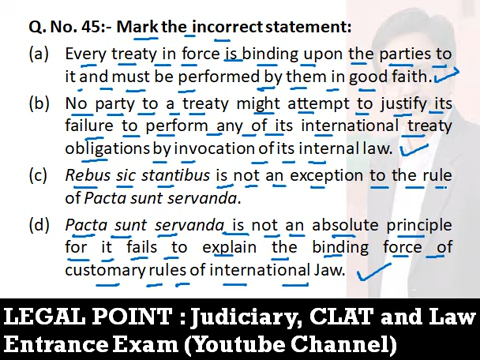 Q. No. 45:- Mark the incorrect statement:
(a) Every treaty in force is binding upon the parties to
it and must be performed by them in good faith.
(b) No party to a treaty might attempt to justify its
failure to perform any of its international treaty
obligations by invocation of its internal law.
(c) Rebus sic stantibus is not an exception to the rule
of Pacta sunt servanda.
(d) Pacta sunt servanda is not an absolute principle
for it fails to explain the binding force of
customary rules of international law.
LEGAL POINT : Judiciary, CLAT and Law
Entrance Exam (Youtube Channel)